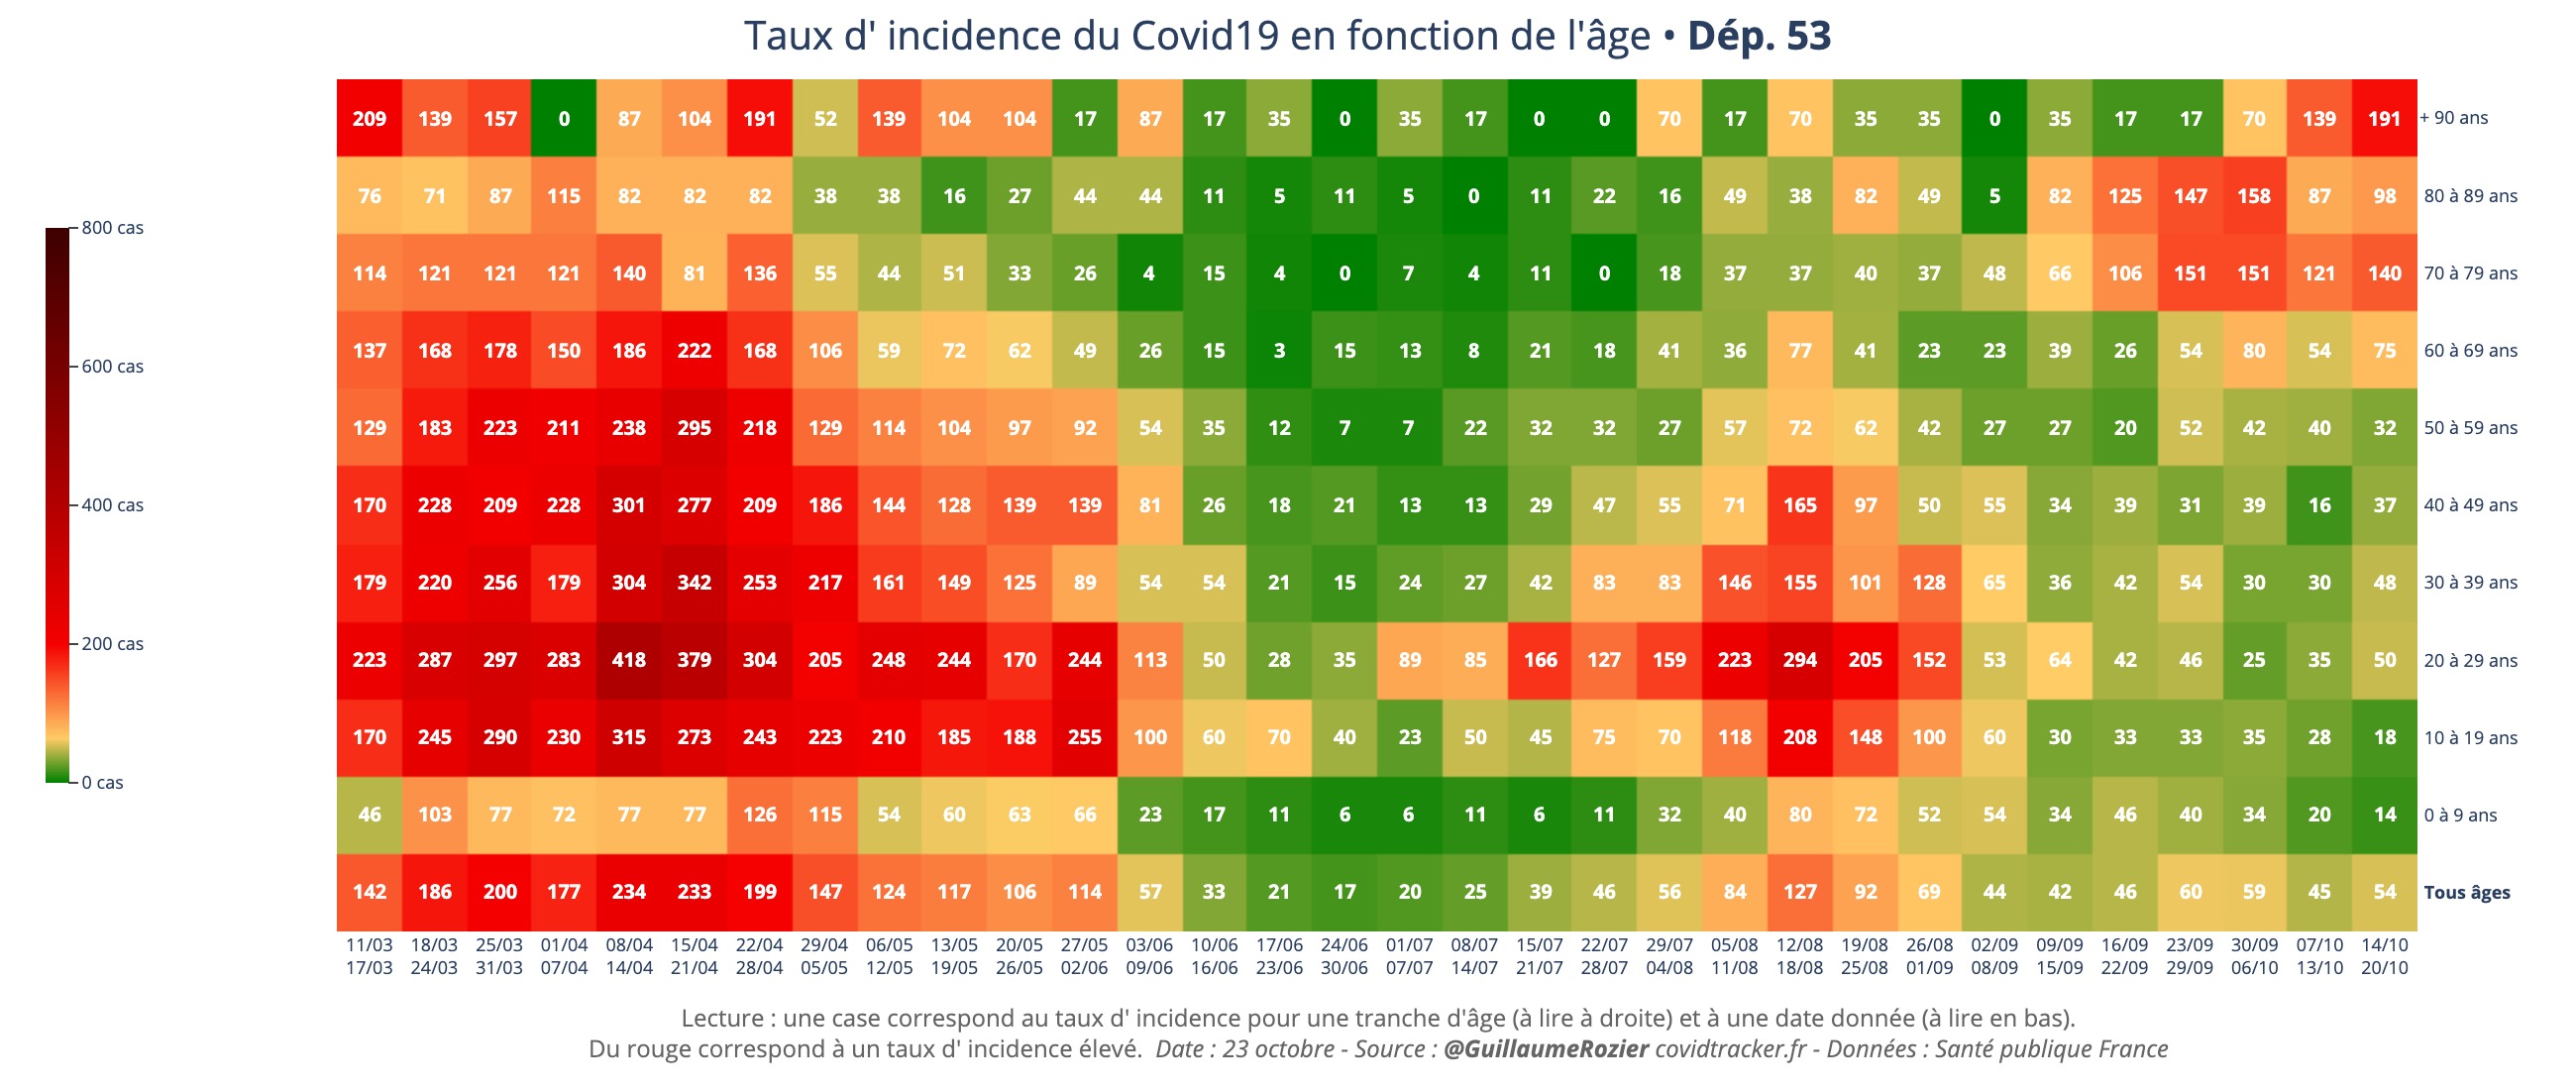 Taux d' incidence du Covid19 en fonction de l'âge • Dép. 53
800 cas
600 cas
400 cas
200 cas
0 cas
209 139 157 0 87 104 191 52 139 104 104 17 87 17 35 0 35 17 0 0 70 17 70 35 35 0 35 17 17 70 139 191 + 90 ans
76 71 87 115 82 82 82 38 38 16 27 44 44 11 5 11 5 0 11 22 16 49 38 82 49 5 82 125 147 158 87 98 80 à 89 ans
114 121 121 121 140 81 136 55 44 51 33 26 4 15 4 0 7 4 11 0 18 37 37 40 37 48 66 106 151 151 121 140 70 à 79 ans
137 168 178 150 186 222 168 106 59 72 62 49 26 15 3 15 13 8 21 18 41 36 77 41 23 23 39 26 54 80 54 75 60 à 69 ans
129 183 223 211 238 295 218 129 114 104 97 92 54 35 12 7 7 22 32 32 27 57 72 62 42 27 27 20 52 42 40 32 50 à 59 ans
170 228 209 228 301 277 209 186 144 128 139 139 81 26 18 21 13 13 29 47 55 71 165 97 50 55 34 39 31 39 16 37 40 à 49 ans
179 220 256 179 304 342 253 217 161 149 125 89 54 54 21 15 24 27 42 83 83 146 155 101 128 65 36 42 54 30 30 48 30 à 39 ans
223 287 297 283 418 379 304 205 248 244 170 244 113 50 28 35 89 85 166 127 159 223 294 205 152 53 64 42 46 25 35 50 20 à 29 ans
170 245 290 230 315 273 243 223 210 185 188 255 100 60 70 40 23 50 45 75 70 118 208 148 100 60 30 33 33 35 28 18 10 à 19 ans
46 103 77 72 77 77 126 115 54 60 63 66 23 17 11 6 6 11 6 11 32 40 80 72 52 54 34 46 40 34 20 14 0 à 9 ans
142 186 200 177 234 233 199 147 124 117 106 114 57 33 21 17 20 25 39 46 56 84 127 92 69 44 42 46 60 59 45 54 Tous âges
11/03 18/03 25/03 01/04 08/04 15/04 22/04 29/04 06/05 13/05 20/05 27/05 03/06 10/06 17/06 24/06 01/07 08/07 15/07 22/07 29/07 05/08 12/08 19/08 26/08 02/09 09/09 16/09 23/09 30/09 07/10 14/10
17/03 24/03 31/03 07/04 14/04 21/04 28/04 05/05 12/05 19/05 26/05 02/06 09/06 16/06 23/06 30/06 07/07 14/07 21/07 28/07 04/08 11/08 18/08 25/08 01/09 08/09 15/09 22/09 29/09 06/10 13/10 20/10
Lecture : une case correspond au taux d' incidence pour une tranche d'âge (à lire à droite) et à une date donnée (à lire en bas).
Du rouge correspond à un taux d' incidence élevé. Date : 23 octobre - Source : @GuillaumeRozier covidtracker.fr - Données : Santé publique France